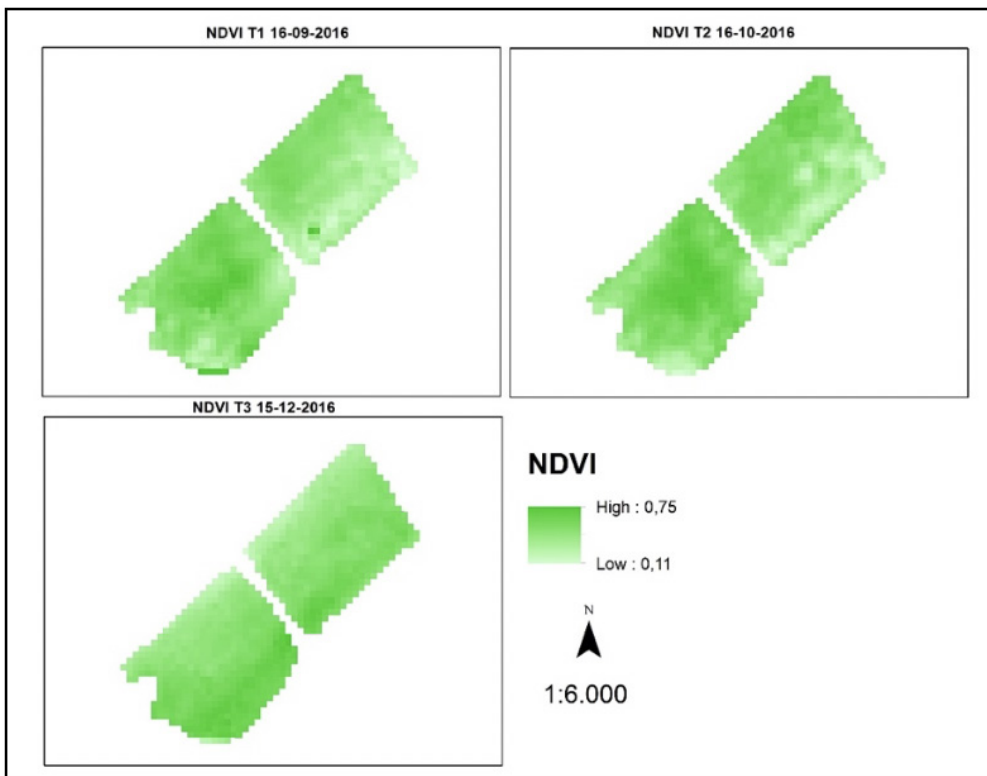 NDVI T1 16-09-2016
NDVI T2 16-10-2016
NDVI T3 15-12-2016
NDVI
High : 0,75
Low : 0,11
N
1:6.000